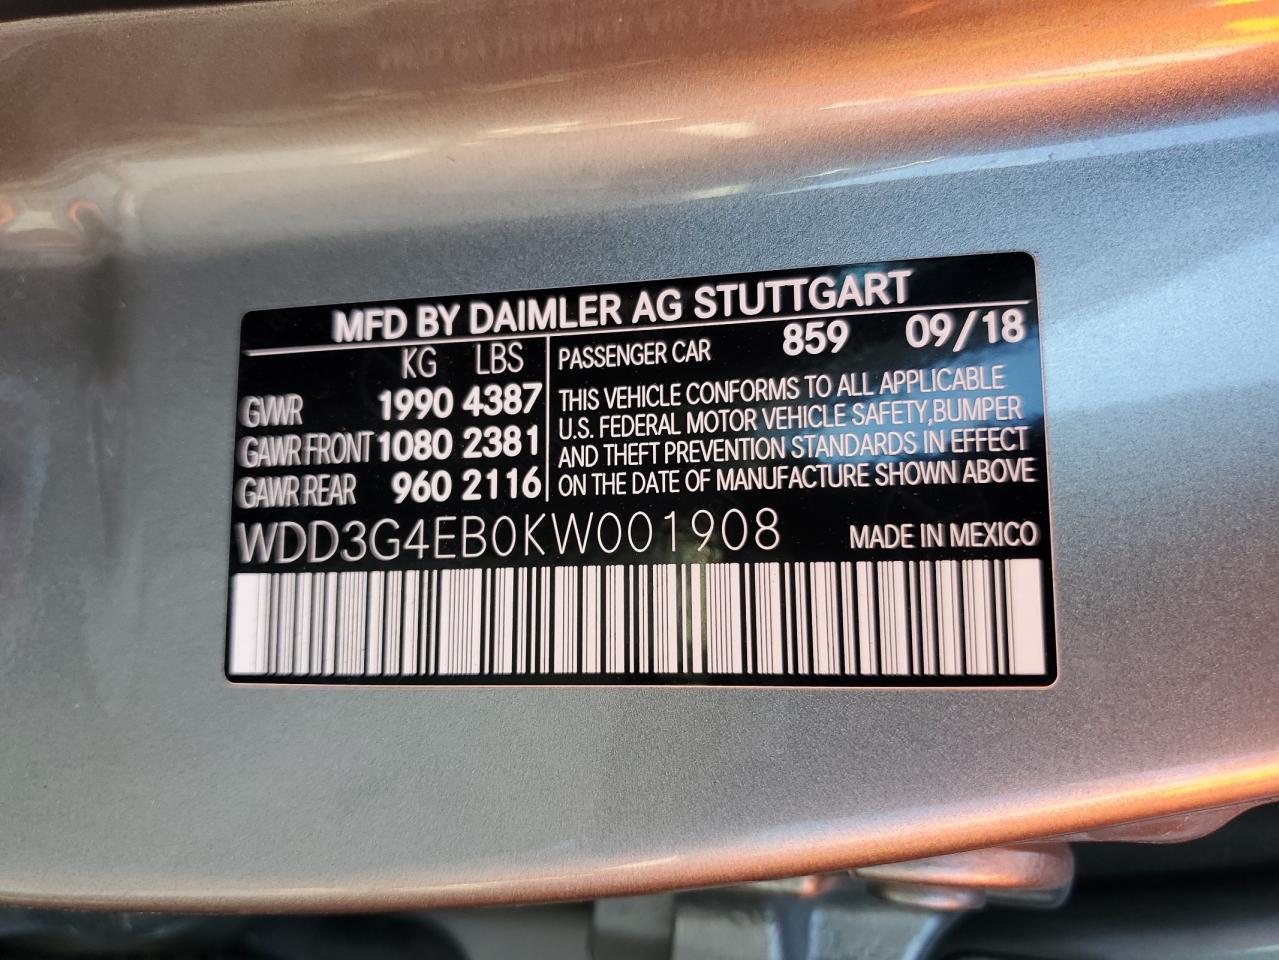 MFD BY DAIMLER AG STUTTGART
KG LBS
GVWR 1990 4387
GAWR FRONT 1080 2381
GAWR REAR 960 2116
PASSENGER CAR 859 09/18
THIS VEHICLE CONFORMS TO ALL APPLICABLE
U.S. FEDERAL MOTOR VEHICLE SAFETY,BUMPER
AND THEFT PREVENTION STANDARDS IN EFFECT
ON THE DATE OF MANUFACTURE SHOWN ABOVE
WDD3G4EB0KW001908 MADE IN MEXICO